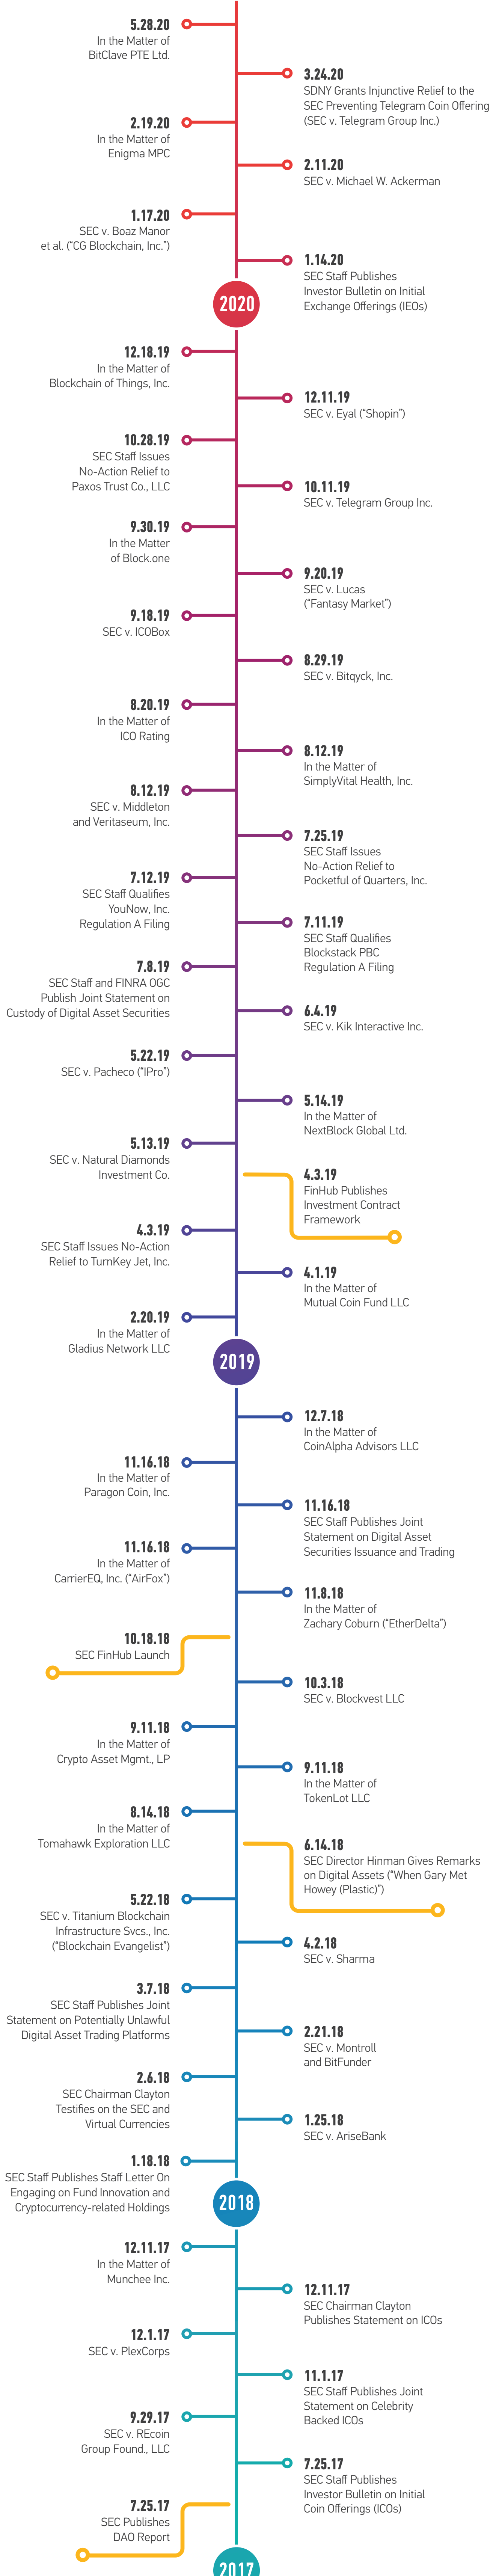 5.28.20
In the Matter of
BitClave PTE Ltd.
3.24.20
SDNY Grants Injunctive Relief to the
SEC Preventing Telegram Coin Offering
(SEC v. Telegram Group Inc.)
2.19.20
In the Matter of
Enigma MPC
2.11.20
SEC v. Michael W. Ackerman
1.17.20
SEC v. Boaz Manor
et al. (“CG Blockchain, Inc.”)
1.14.20
SEC Staff Publishes
Investor Bulletin on Initial
Exchange Offerings (IEOs)
2020
12.18.19
In the Matter of
Blockchain of Things, Inc.
12.11.19
SEC v. Eyal (“Shopin”)
10.28.19
SEC Staff Issues
No-Action Relief to
Paxos Trust Co., LLC
10.11.19
SEC v. Telegram Group Inc.
9.30.19
In the Matter
of Block.one
9.20.19
SEC v. Lucas
(“Fantasy Market”)
9.18.19
SEC v. ICOBox
8.29.19
SEC v. Bitqyck, Inc.
8.20.19
In the Matter of
ICO Rating
8.12.19
In the Matter of
SimplyVital Health, Inc.
8.12.19
SEC v. Middleton
and Veritaseum, Inc.
7.25.19
SEC Staff Issues
No-Action Relief to
Pocketful of Quarters, Inc.
7.12.19
SEC Staff Qualifies
YouNow, Inc.
Regulation A Filing
7.11.19
SEC Staff Qualifies
Blockstack PBC
Regulation A Filing
7.8.19
SEC Staff and FINRA OGC
Publish Joint Statement on
Custody of Digital Asset Securities
6.4.19
SEC v. Kik Interactive Inc.
5.22.19
SEC v. Pacheco (“IPro”)
5.14.19
In the Matter of
NextBlock Global Ltd.
5.13.19
SEC v. Natural Diamonds
Investment Co.
4.3.19
FinHub Publishes
Investment Contract
Framework
4.3.19
SEC Staff Issues No-Action
Relief to TurnKey Jet, Inc.
4.1.19
In the Matter of
Mutual Coin Fund LLC
2.20.19
In the Matter of
Gladius Network LLC
2019
12.7.18
In the Matter of
CoinAlpha Advisors LLC
11.16.18
In the Matter of
Paragon Coin, Inc.
11.16.18
SEC Staff Publishes Joint
Statement on Digital Asset
Securities Issuance and Trading
11.16.18
In the Matter of
CarrierEQ, Inc. (“AirFox”)
11.8.18
In the Matter of
Zachary Coburn (“EtherDelta”)
10.18.18
SEC FinHub Launch
10.3.18
SEC v. Blockvest LLC
9.11.18
In the Matter of
Crypto Asset Mgmt., LP
9.11.18
In the Matter of
TokenLot LLC
8.14.18
In the Matter of
Tomahawk Exploration LLC
6.14.18
SEC Director Hinman Gives Remarks
on Digital Assets (“When Gary Met
Howey (Plastic)”)
5.22.18
SEC v. Titanium Blockchain
Infrastructure Svcs., Inc.
(“Blockchain Evangelist”)
4.2.18
SEC v. Sharma
3.7.18
SEC Staff Publishes Joint
Statement on Potentially Unlawful
Digital Asset Trading Platforms
2.21.18
SEC v. Montroll
and BitFunder
2.6.18
SEC Chairman Clayton
Testifies on the SEC and
Virtual Currencies
1.25.18
SEC v. AriseBank
1.18.18
SEC Staff Publishes Staff Letter On
Engaging on Fund Innovation and
Cryptocurrency-related Holdings
2018
12.11.17
In the Matter of
Munchee Inc.
12.11.17
SEC Chairman Clayton
Publishes Statement on ICOs
12.1.17
SEC v. PlexCorps
11.1.17
SEC Staff Publishes Joint
Statement on Celebrity
Backed ICOs
9.29.17
SEC v. REcoin
Group Found., LLC
7.25.17
SEC Staff Publishes
Investor Bulletin on Initial
Coin Offerings (ICOs)
7.25.17
SEC Publishes
DAO Report
2017